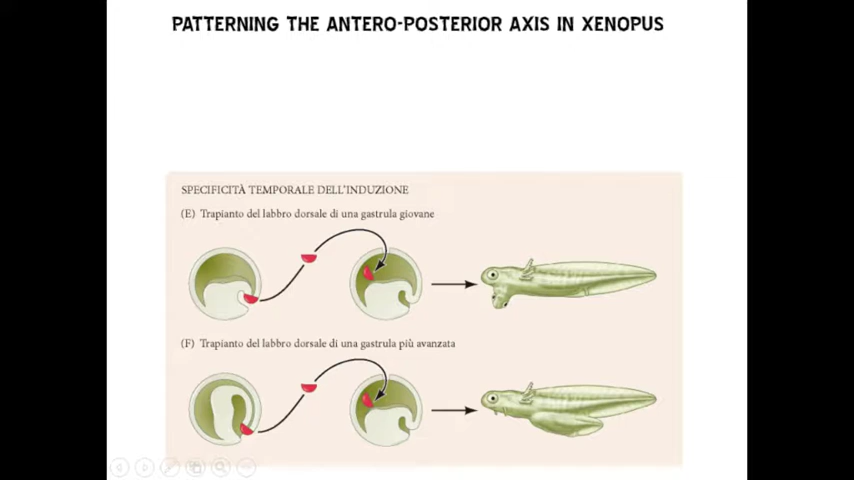 PATTERNING THE ANTERO-POSTERIOR AXIS IN XENOPUS
SPECIFICITÀ TEMPORALE DELL'INDUZIONE
(E) Trapianto del labbro dorsale di una gastrula giovane
(F) Trapianto del labbro dorsale di una gastrula più avanzata